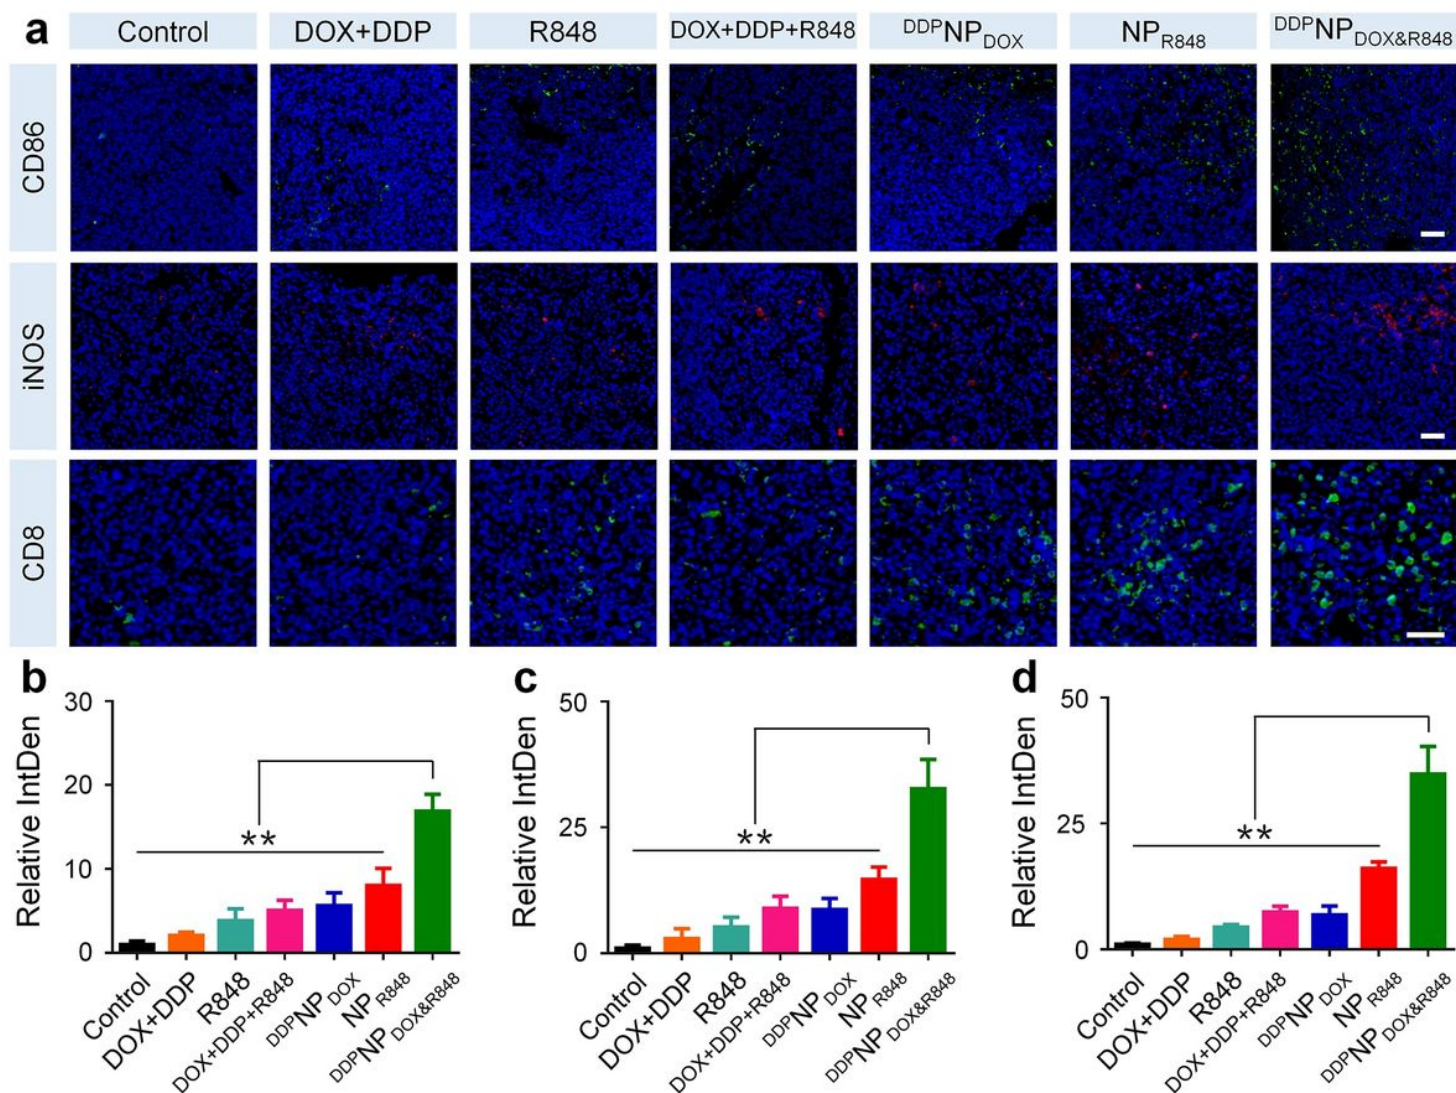 a
Control DOX+DDP R848 DOX+DDP+R848 DDPNPDOX NPR848 DDPNPDOX&R848
CD86
iNOS
CD8
b
Relative IntDen
30
20
10
0
**
Control DOX+DDP R848 DOX+DDP+R848 DDPNPDOX NPR848 DDPNPDOX&R848
c
Relative IntDen
50
25
0
**
Control DOX+DDP R848 DOX+DDP+R848 DDPNPDOX NPR848 DDPNPDOX&R848
d
Relative IntDen
50
25
0
**
Control DOX+DDP R848 DOX+DDP+R848 DDPNPDOX NPR848 DDPNPDOX&R848